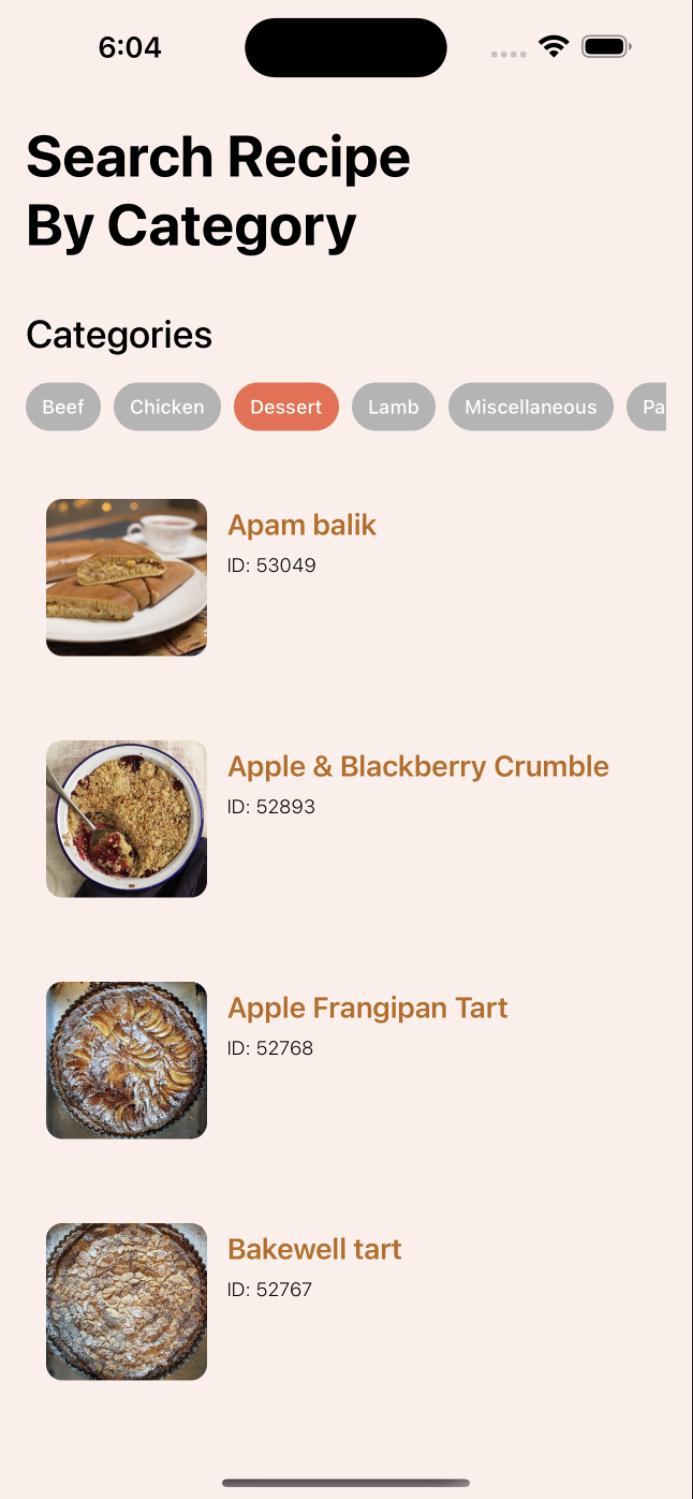 6:04
Search Recipe
By Category
Categories
Beef Chicken Dessert Lamb Miscellaneous Pa
Apam balik
ID: 53049
Apple & Blackberry Crumble
ID: 52893
Apple Frangipan Tart
ID: 52768
Bakewell tart
ID: 52767